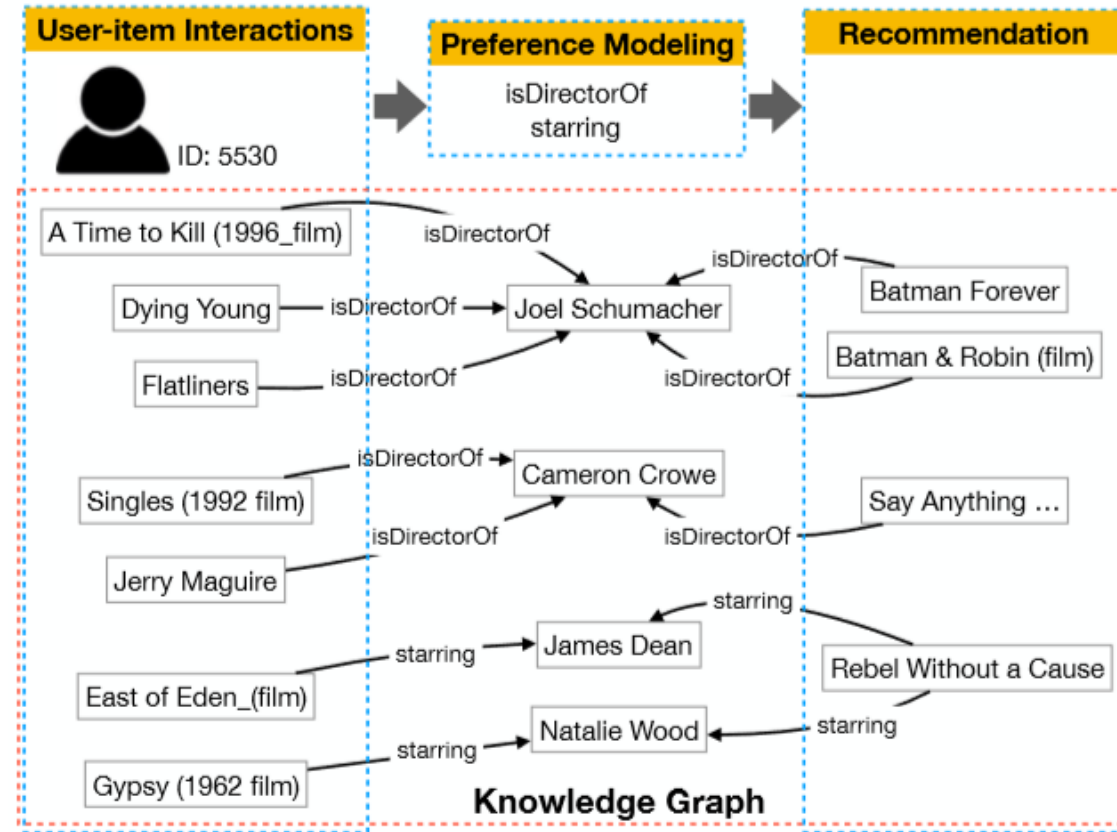 User-item Interactions
Preference Modeling
Recommendation
isDirectorOf
starring
ID: 5530
A Time to Kill (1996_film)
isDirectorOf
isDirectorOf
Batman Forever
Dying Young
isDirectorOf
Joel Schumacher
Batman & Robin (film)
Flatliners
isDirectorOf
isDirectorOf
isDirectorOf
Cameron Crowe
Singles (1992 film)
Say Anything ...
isDirectorOf
isDirectorOf
Jerry Maguire
starring
James Dean
starring
Rebel Without a Cause
East of Eden_(film)
Natalie Wood
starring
starring
Gypsy (1962 film)
Knowledge Graph